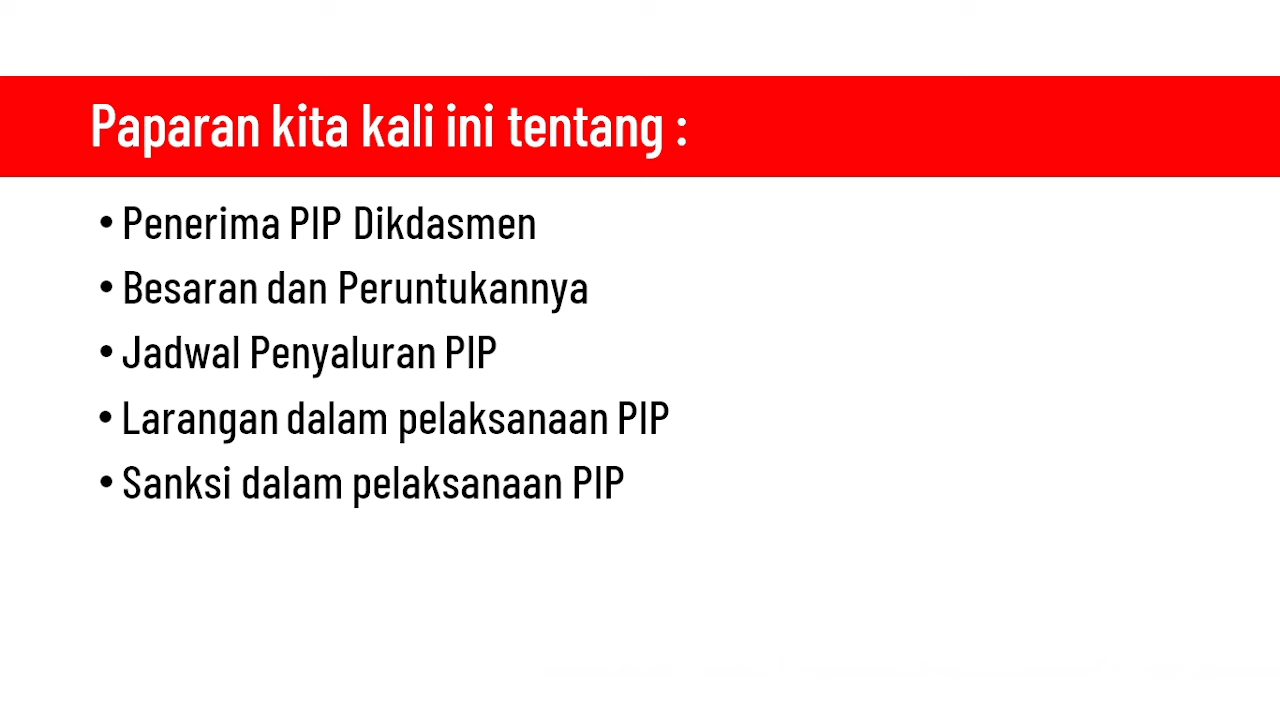 Paparan kita kali ini tentang :
• Penerima PIP Dikdasmen
• Besaran dan Peruntukannya
• Jadwal Penyaluran PIP
• Larangan dalam pelaksanaan PIP
• Sanksi dalam pelaksanaan PIP